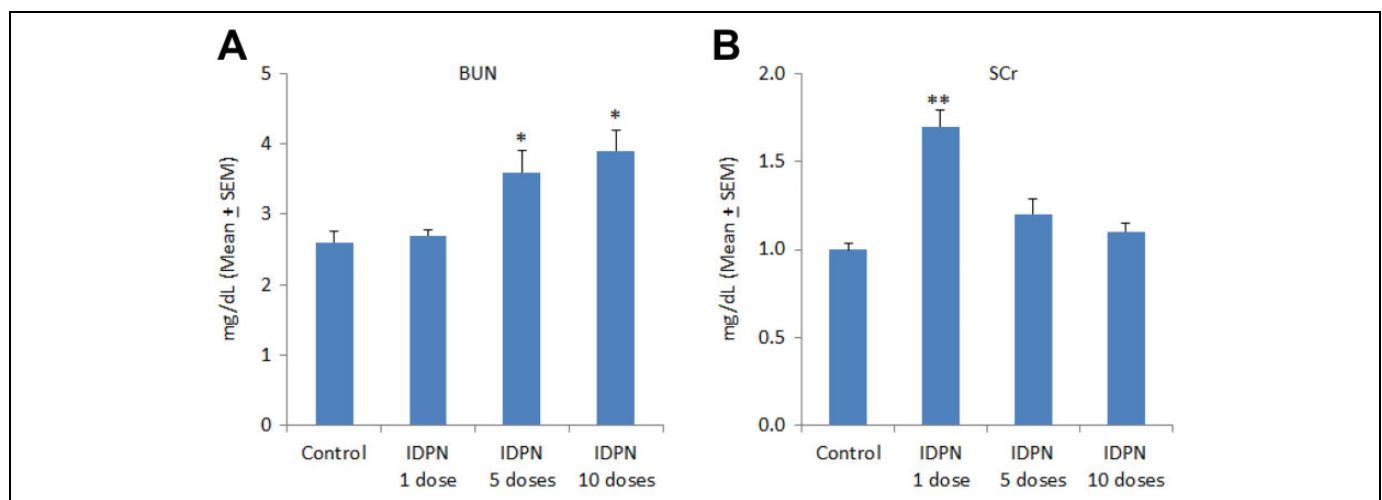 A
BUN
5
4
3
2
1
0
mg/dL (Mean ± SEM)
*
*
Control
IDPN
1 dose
IDPN
5 doses
IDPN
10 doses
B
SCr
2.0
1.5
1.0
0.5
0.0
mg/dL (Mean ± SEM)
**
Control
IDPN
1 dose
IDPN
5 doses
IDPN
10 doses